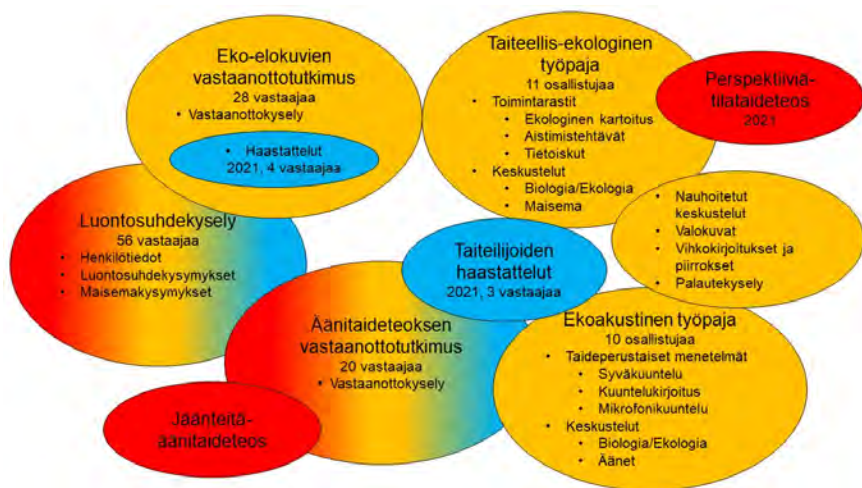 Eko-elokuvien
vastaanottotutkimus
28 vastaajaa
• Vastaanottokysely
• Haastattelut
2021, 4 vastaajaa
Taiteellis-ekologinen
työpaja
11 osallistujaa
• Toimintarastit
• Ekologinen kartoitus
• Aistimistehtävät
• Tietoiskut
• Keskustelut
• Biologia/Ekologia
• Maisema
Perspektiiviä-
tilataideteos
2021
Luontosuhdekysely
56 vastaajaa
• Henkilötiedot
• Luontosuhdekysymykset
• Maisemakysymykset
Taiteilijoiden
haastattelut
2021, 3 vastaajaa
• Nauhoitetut
keskustelut
• Valokuvat
• Vihkokirjoitukset ja
piirrokset
• Palautekysely
Äänitaideteoksen
vastaanottotutkimus
20 vastaajaa
• Vastaanottokysely
Jäänteitä-
äänitaideteos
Ekoakustinen työpaja
10 osallistujaa
• Taideperustaiset menetelmät
• Syväkuuntelu
• Kuuntelukirjoitus
• Mikrofonikuuntelu
• Keskustelut
• Biologia/Ekologia
• Äänet